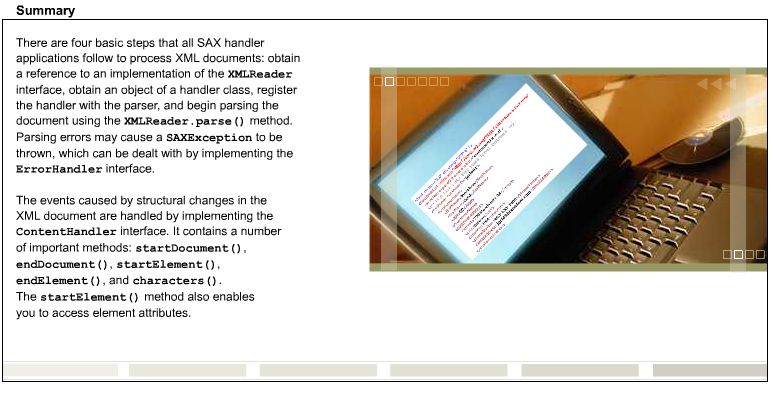 Summary
There are four basic steps that all SAX handler
applications follow to process XML documents: obtain
a reference to an implementation of the XMLReader
interface, obtain an object of a handler class, register
the handler with the parser, and begin parsing the
document using the XMLReader.parse() method.
Parsing errors may cause a SAXException to be
thrown, which can be dealt with by implementing the
ErrorHandler interface.
The events caused by structural changes in the
XML document are handled by implementing the
ContentHandler interface. It contains a number
of important methods: startDocument(),
endDocument(), startElement(),
endElement(), and characters().
The startElement() method also enables
you to access element attributes.